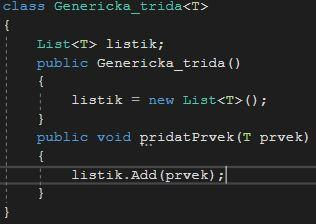 class Genericka_trida<T>
{
    List<T> listik;
    public Genericka_trida()
    {
        listik = new List<T>();
    }
    public void pridatPrvek(T prvek)
    {
        listik.Add(prvek);
    }
}